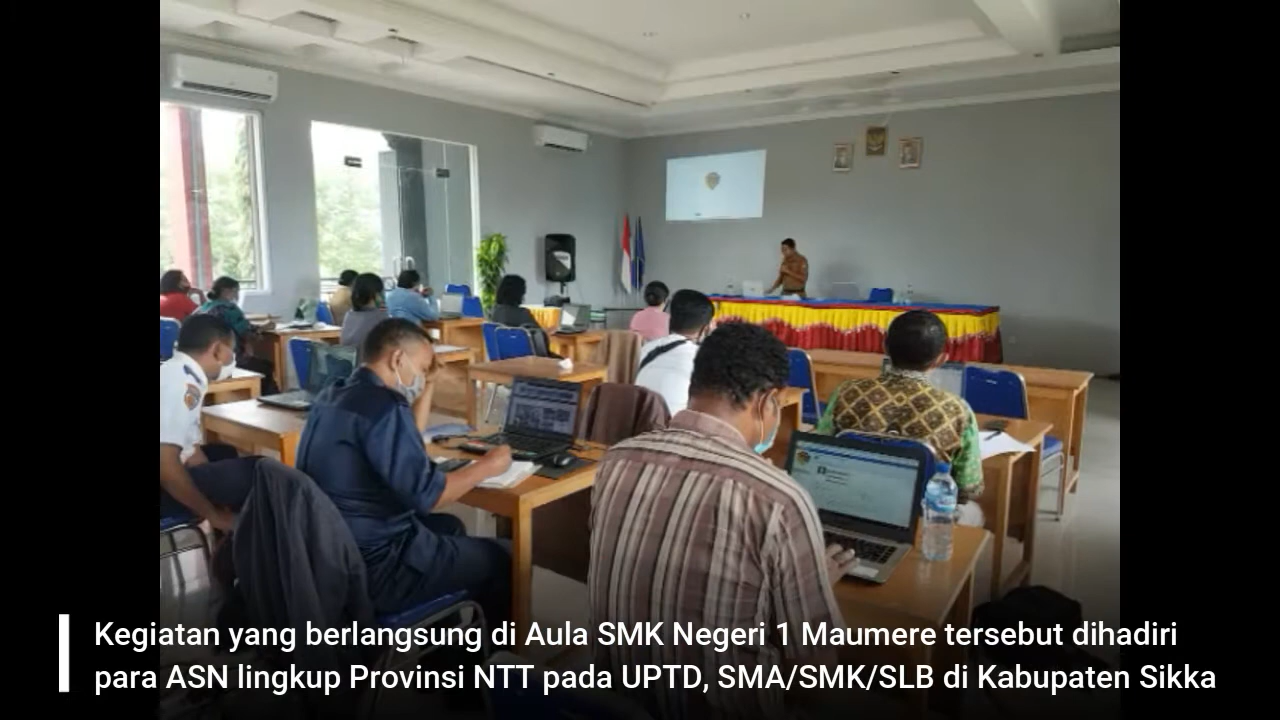 Kegiatan yang berlangsung di Aula SMK Negeri 1 Maumere tersebut dihadiri
para ASN lingkup Provinsi NTT pada UPTD, SMA/SMK/SLB di Kabupaten Sikka